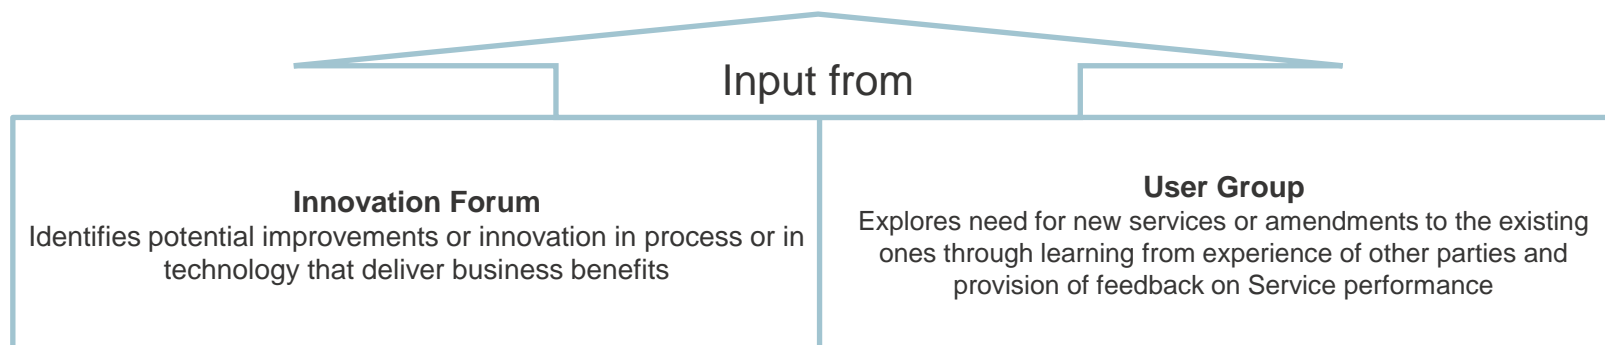 Input from
Innovation Forum
Identifies potential improvements or innovation in process or in
technology that deliver business benefits
User Group
Explores need for new services or amendments to the existing
ones through learning from experience of other parties and
provision of feedback on Service performance